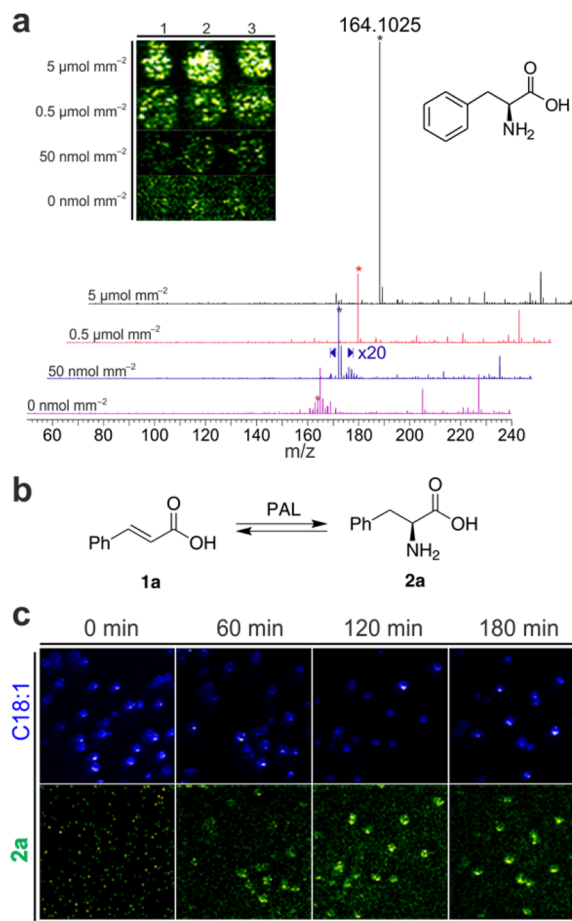 a
1 2 3
5 μmol mm⁻²
0.5 μmol mm⁻²
50 nmol mm⁻²
0 nmol mm⁻²
164.1025
*
O
OH
NH₂
5 μmol mm⁻²
*
0.5 μmol mm⁻²
*
x20
50 nmol mm⁻²
*
0 nmol mm⁻²
60 80 100 120 140 160 180 200 220 240
m/z
b
O
Ph
OH
1a
PAL
O
Ph
OH
NH₂
2a
c
0 min 60 min 120 min 180 min
C18:1
2a